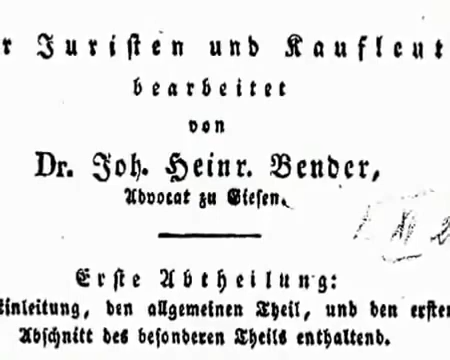 r Juristen und Kaufleut
bearbeitet
von
Dr. Joh. Heinr. Bender,
Advocat zu Giesen.
Erste Abtheilung:
Einleitung, den allgemeinen Theil, und den ersten
Abschnitt des besonderen Theils enthaltend.